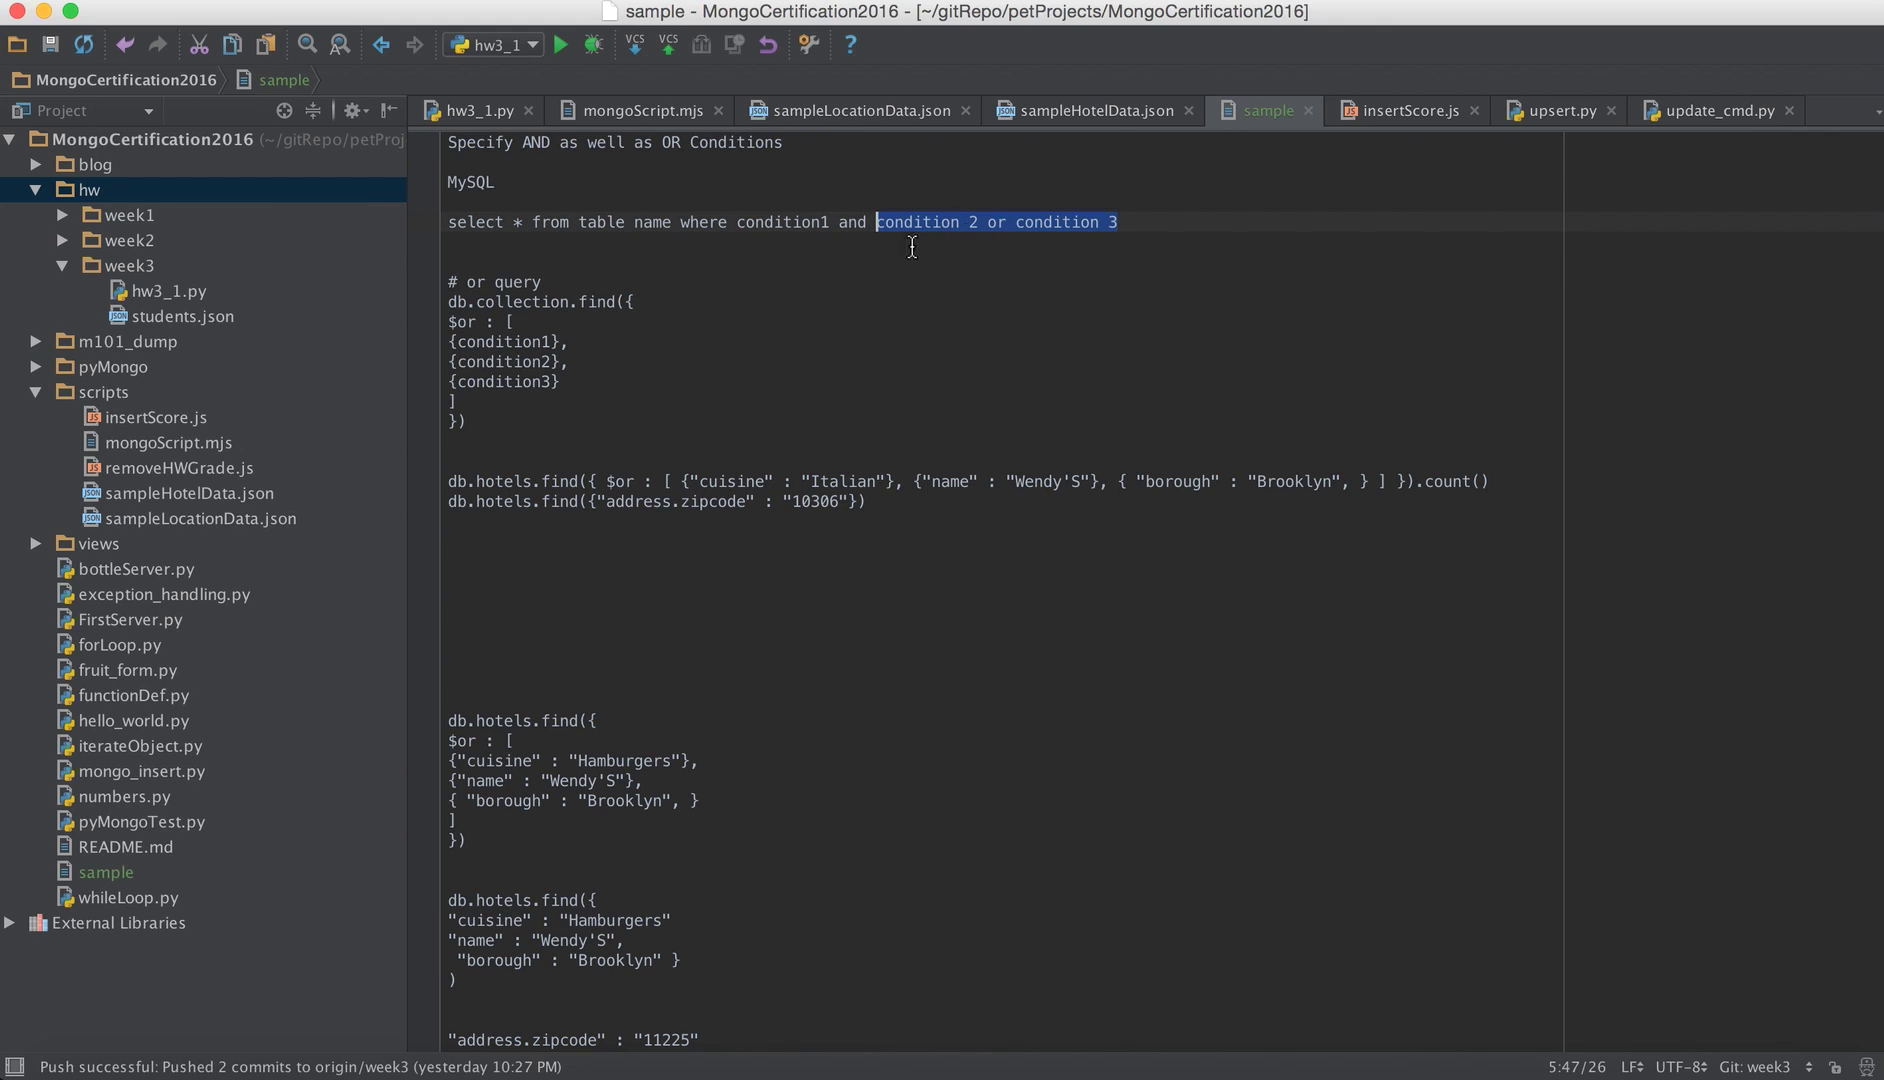 sample - MongoCertification2016 - [~/gitRepo/petProjects/MongoCertification2016]
hw3_1
VCS
VCS
?
MongoCertification2016
sample
Project
hw3_1.py
mongoScript.mjs
sampleLocationData.json
sampleHotelData.json
sample
insertScore.js
upsert.py
update_cmd.py
MongoCertification2016 (~/gitRepo/petProj
blog
hw
week1
week2
week3
hw3_1.py
students.json
m101_dump
pyMongo
scripts
insertScore.js
mongoScript.mjs
removeHWGrade.js
sampleHotelData.json
sampleLocationData.json
views
bottleServer.py
exception_handling.py
FirstServer.py
forLoop.py
fruit_form.py
functionDef.py
hello_world.py
iterateObject.py
mongo_insert.py
numbers.py
pyMongoTest.py
README.md
sample
whileLoop.py
External Libraries
Specify AND as well as OR Conditions
MySQL
select * from table name where condition1 and condition 2 or condition 3
# or query
db.collection.find({
$or : [
{condition1},
{condition2},
{condition3}
]
})
db.hotels.find({ $or : [ {"cuisine" : "Italian"}, {"name" : "Wendy'S"}, { "borough" : "Brooklyn", } ] }).count()
db.hotels.find({"address.zipcode" : "10306"})
db.hotels.find({
$or : [
{"cuisine" : "Hamburgers"},
{"name" : "Wendy'S"},
{ "borough" : "Brooklyn", }
]
})
db.hotels.find({
"cuisine" : "Hamburgers"
"name" : "Wendy'S",
"borough" : "Brooklyn" }
)
"address.zipcode" : "11225"
Push successful: Pushed 2 commits to origin/week3 (yesterday 10:27 PM)
5:47/26 LF UTF-8 Git: week3